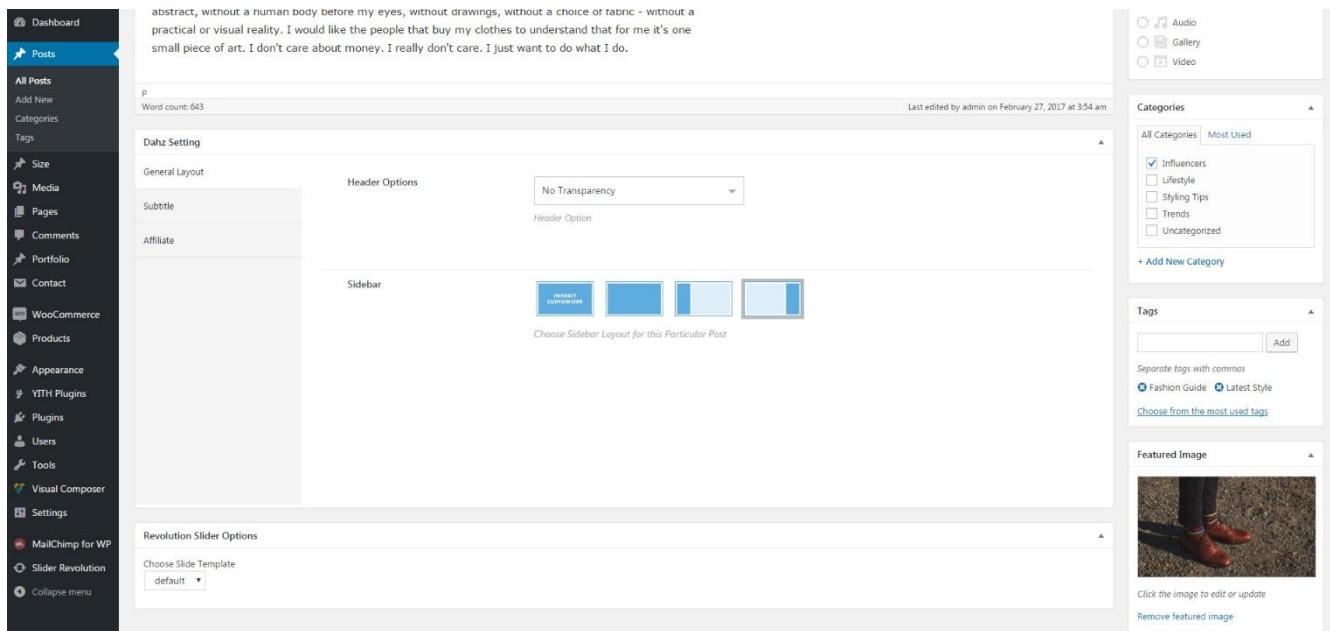 Dashboard
Posts
All Posts
Add New
Categories
Tags
Size
Media
Pages
Comments
Portfolio
Contact
WooCommerce
Products
Appearance
YITH Plugins
Plugins
Users
Tools
Visual Composer
Settings
MailChimp for WP
Slider Revolution
Collapse menu
abstract, without a human body before my eyes, without drawings, without a choice of fabric - without a
practical or visual reality. I would like the people that buy my clothes to understand that for me it's one
small piece of art. I don't care about money. I really don't care. I just want to do what I do.
p
Word count: 643
Last edited by admin on February 27, 2017 at 3:54 am
Dahz Setting
General Layout
Subtitle
Affiliate
Header Options
No Transparency
Header Option
Sidebar
INHERIT
CUSTOMIZER
Choose Sidebar Layout for this Particular Post
Revolution Slider Options
Choose Slide Template
default
Audio
Gallery
Video
Categories
All Categories Most Used
Influencers
Lifestyle
Styling Tips
Trends
Uncategorized
+ Add New Category
Tags
Add
Separate tags with commas
Fashion Guide Latest Style
Choose from the most used tags
Featured Image
Click the image to edit or update
Remove featured image